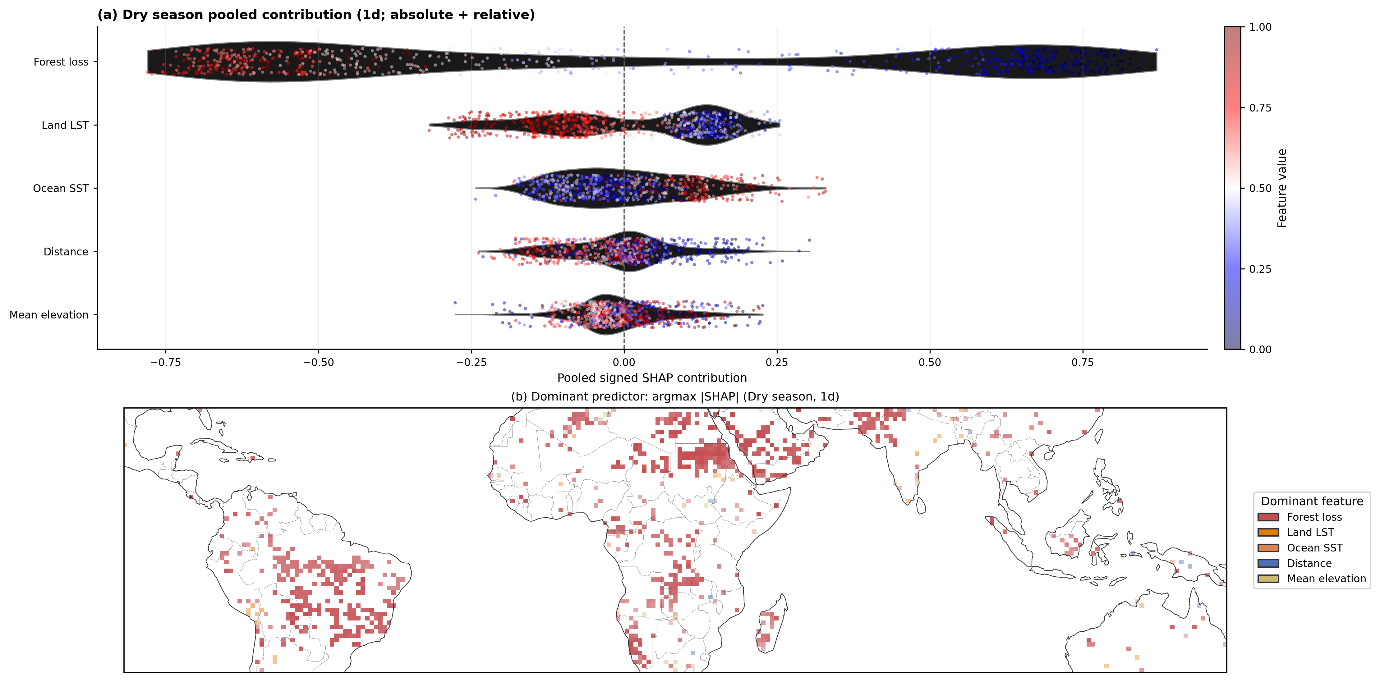 (a) Dry season pooled contribution (1d; absolute + relative)
Forest loss
Land LST
Ocean SST
Distance
Mean elevation
−0.75
−0.50
−0.25
0.00
0.25
0.50
0.75
Pooled signed SHAP contribution
1.00
0.75
0.50
0.25
0.00
Feature value
(b) Dominant predictor: argmax |SHAP| (Dry season, 1d)
Dominant feature
Forest loss
Land LST
Ocean SST
Distance
Mean elevation